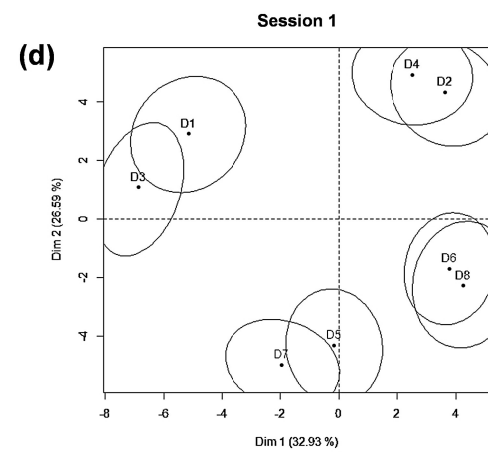 Session 1
(d)
D4
D2
4
D1
2
D3
0
Dim 2 (26.59 %)
D6
D8
-2
-4
D5
D7
-8 -6 -4 -2 0 2 4
Dim 1 (32.93 %)